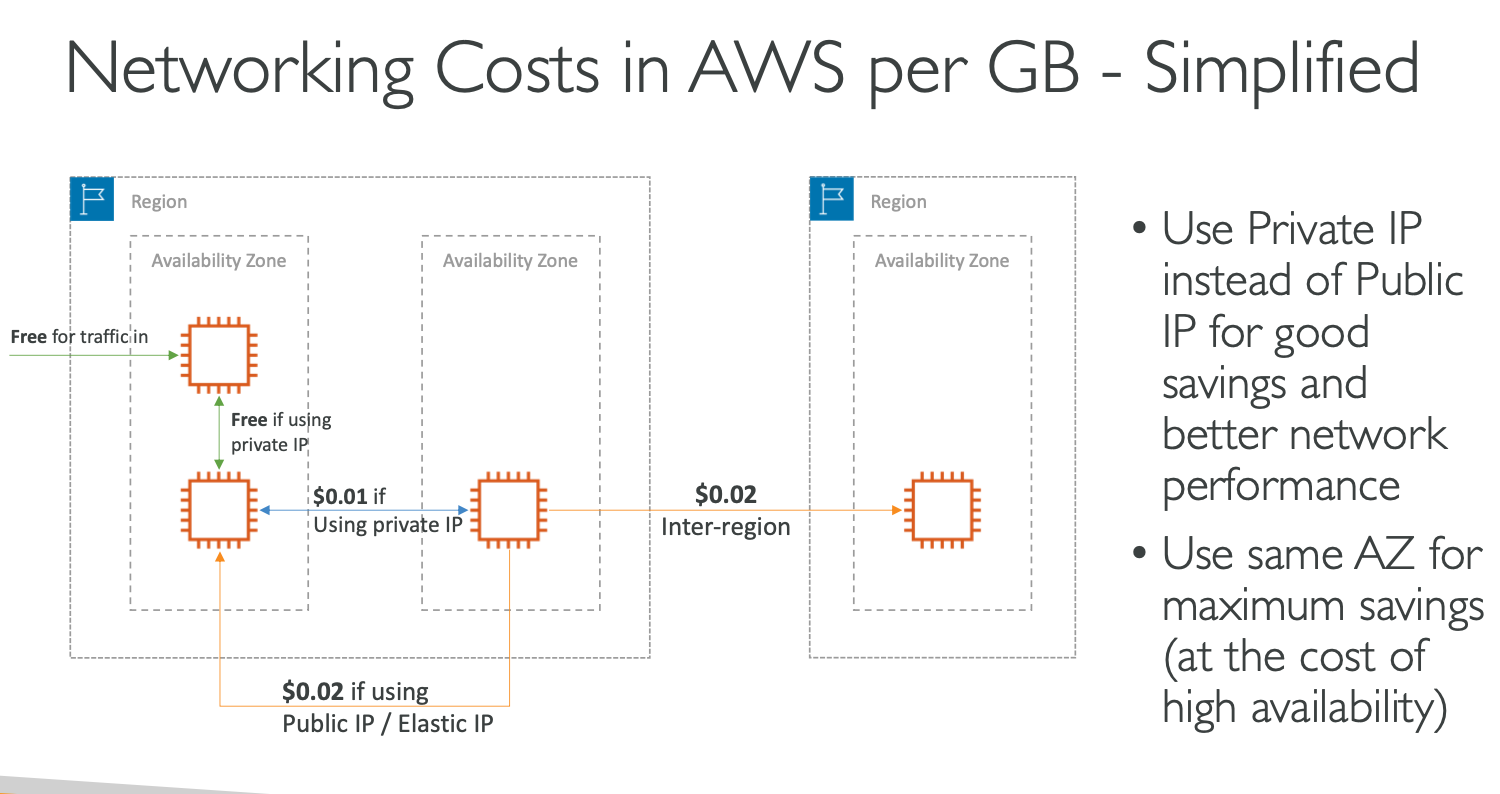 Networking Costs in AWS per GB - Simplified
Region
Region
Availability Zone
Availability Zone
Availability Zone
Free for traffic in
Free if using
private IP
$0.01 if
Using private IP
$0.02
Inter-region
$0.02 if using
Public IP / Elastic IP
• Use Private IP
instead of Public
IP for good
savings and
better network
performance
• Use same AZ for
maximum savings
(at the cost of
high availability)